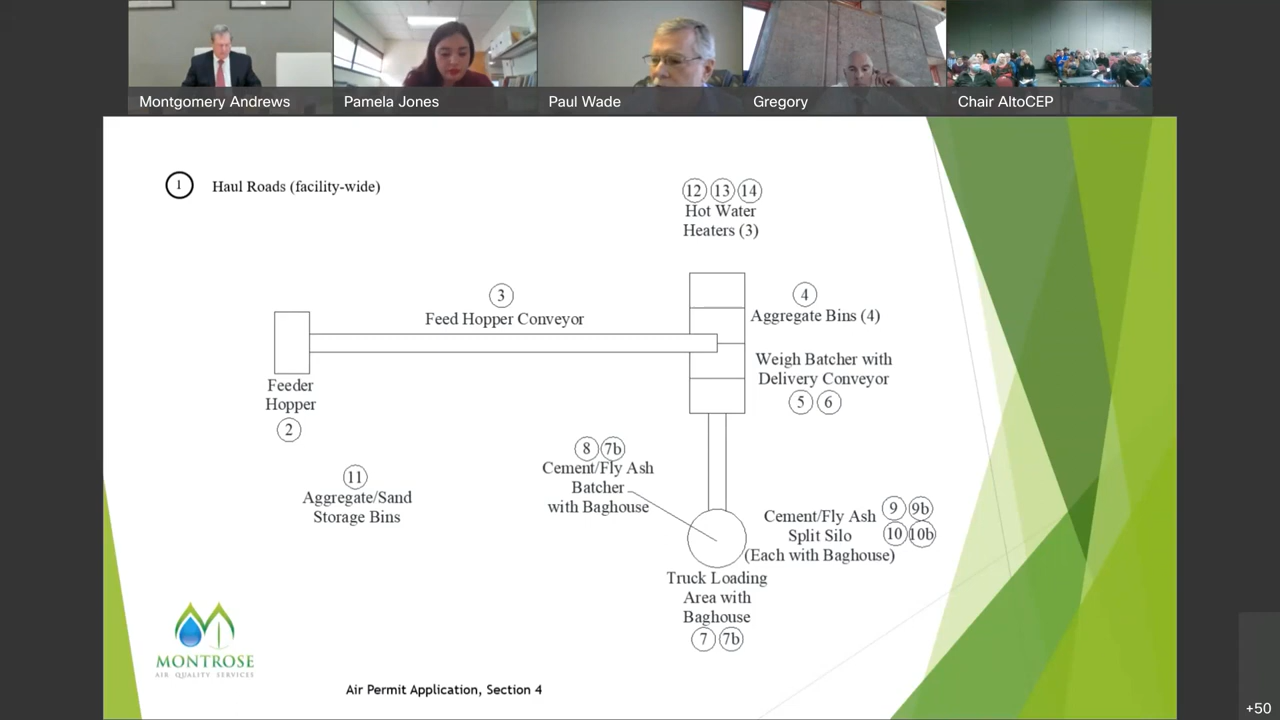 Montgomery Andrews
Pamela Jones
Paul Wade
Gregory
Chair AltoCEP
1
Haul Roads (facility-wide)
12 13 14
Hot Water
Heaters (3)
3
Feed Hopper Conveyor
4
Aggregate Bins (4)
Weigh Batcher with
Delivery Conveyor
5 6
Feeder
Hopper
2
8 7b
Cement/Fly Ash
Batcher
with Baghouse
11
Aggregate/Sand
Storage Bins
Cement/Fly Ash
Split Silo
(Each with Baghouse)
9 9b
10 10b
Truck Loading
Area with
Baghouse
7 7b
MONTROSE
AIR QUALITY SERVICES
Air Permit Application, Section 4
+50